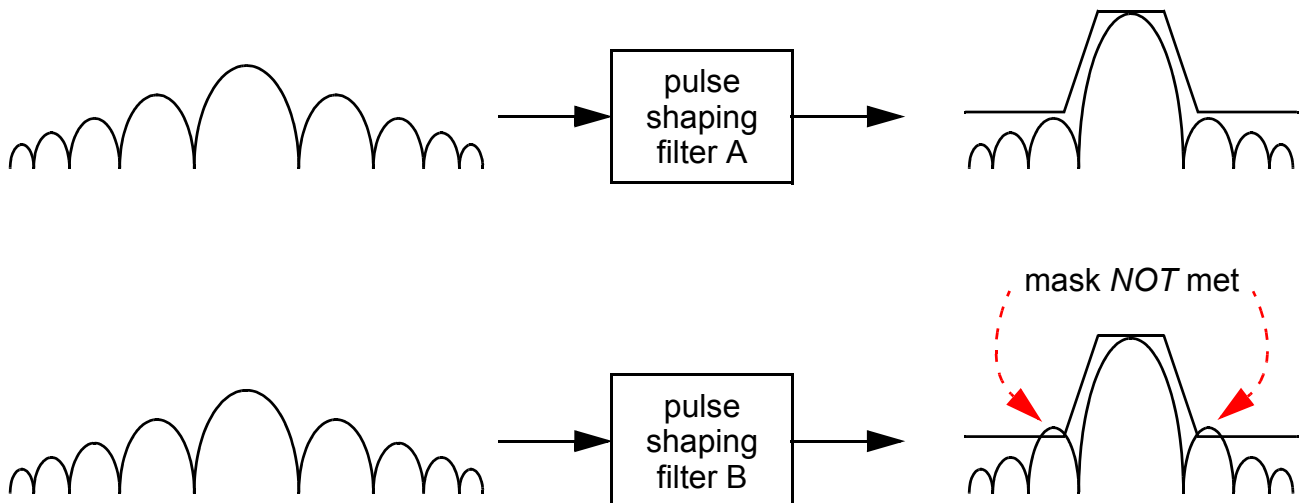 pulse
shaping
filter A
mask NOT met
pulse
shaping
filter B